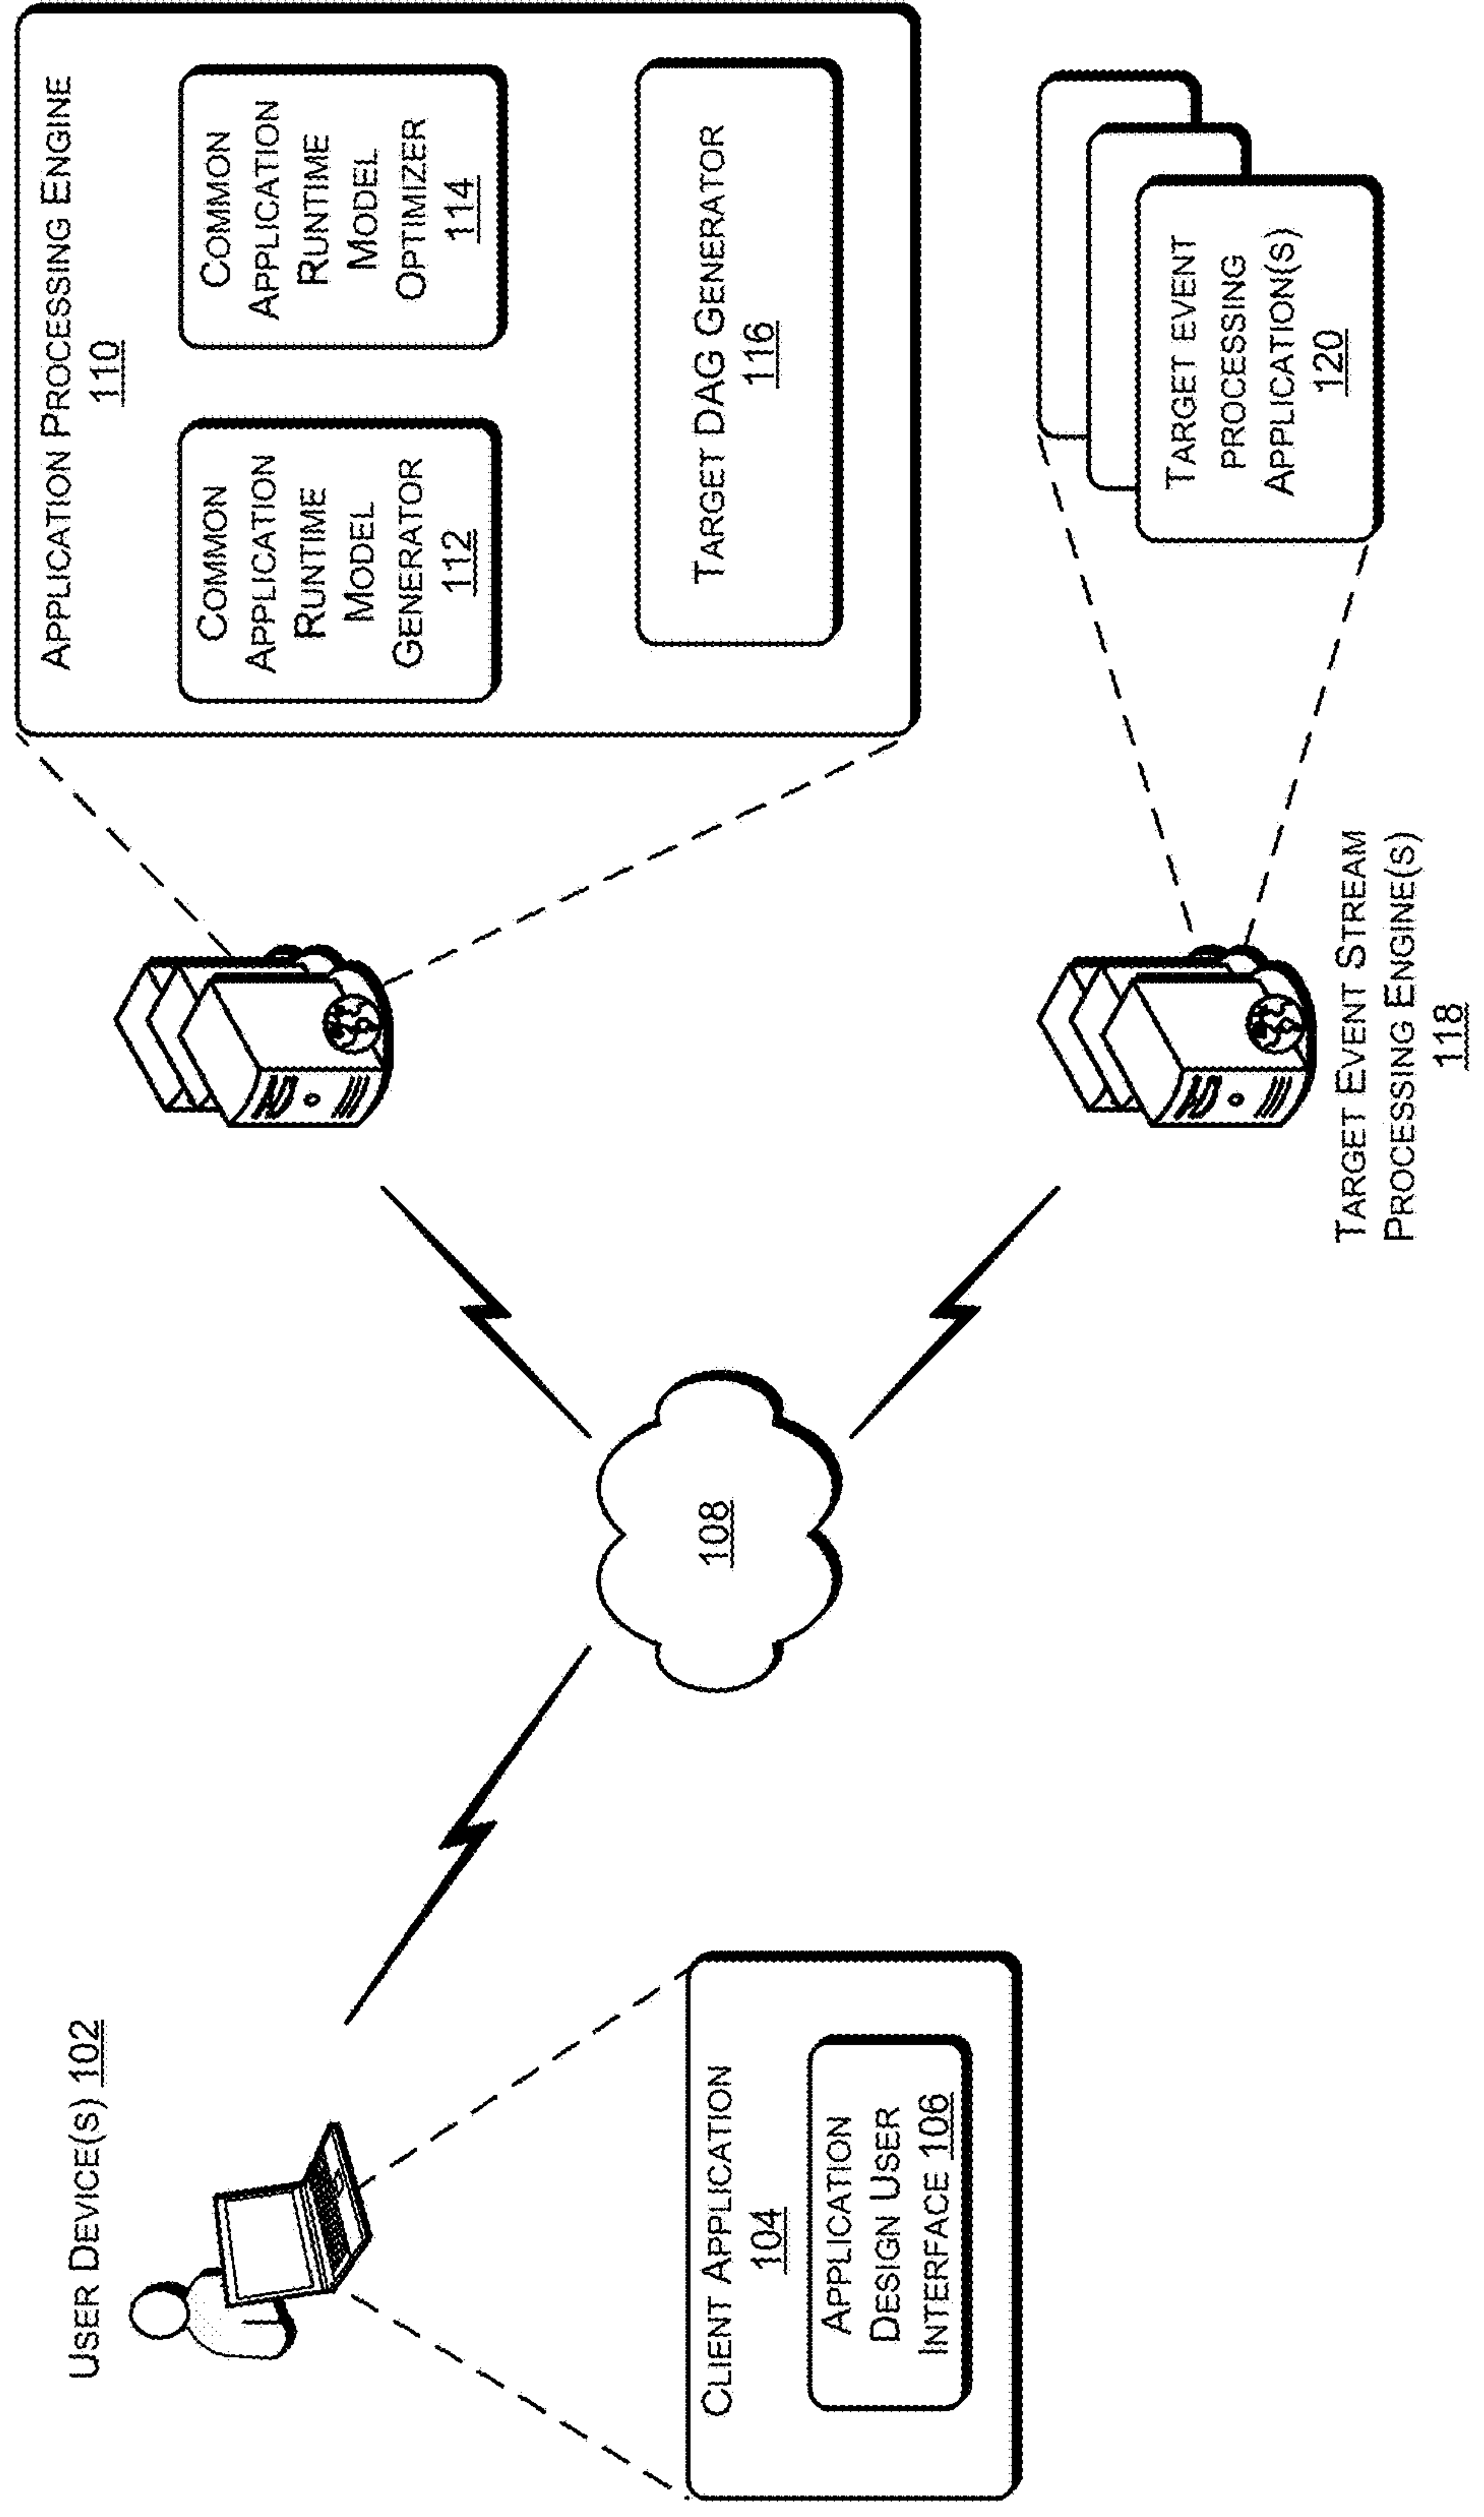 USER DEVICE(S) 102
CLIENT APPLICATION
104
APPLICATION
DESIGN USER
INTERFACE 106
108
APPLICATION PROCESSING ENGINE
110
COMMON
APPLICATION
RUNTIME
MODEL
GENERATOR
112
COMMON
APPLICATION
RUNTIME
MODEL
OPTIMIZER
114
TARGET DAG GENERATOR
116
TARGET EVENT STREAM
PROCESSING ENGINE(S)
118
TARGET EVENT
PROCESSING
APPLICATION(S)
120